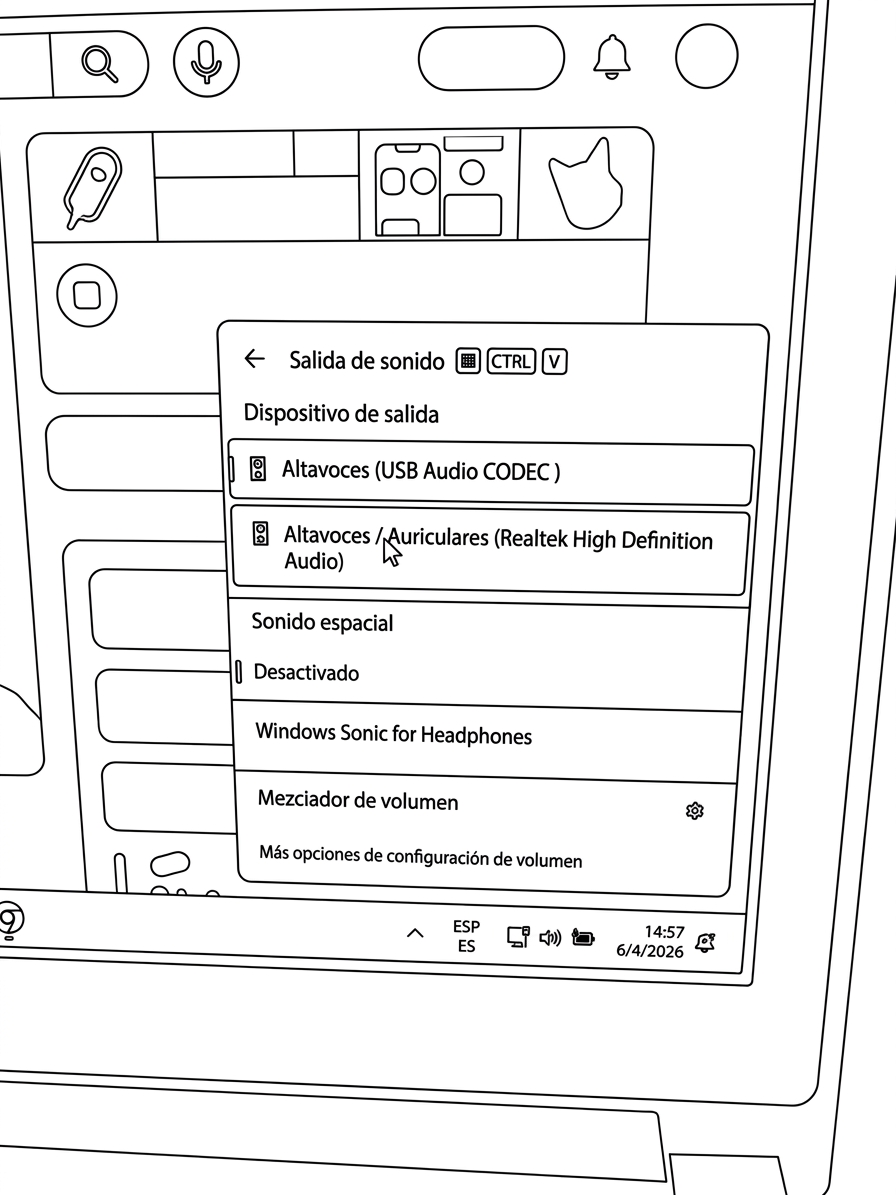 Salida de sonido CTRL V
Dispositivo de salida
Altavoces (USB Audio CODEC )
Altavoces / Auriculares (Realtek High Definition
Audio)
Sonido espacial
Desactivado
Windows Sonic for Headphones
Mezciador de volumen
Más opciones de configuración de volumen
ESP
ES
14:57
6/4/2026